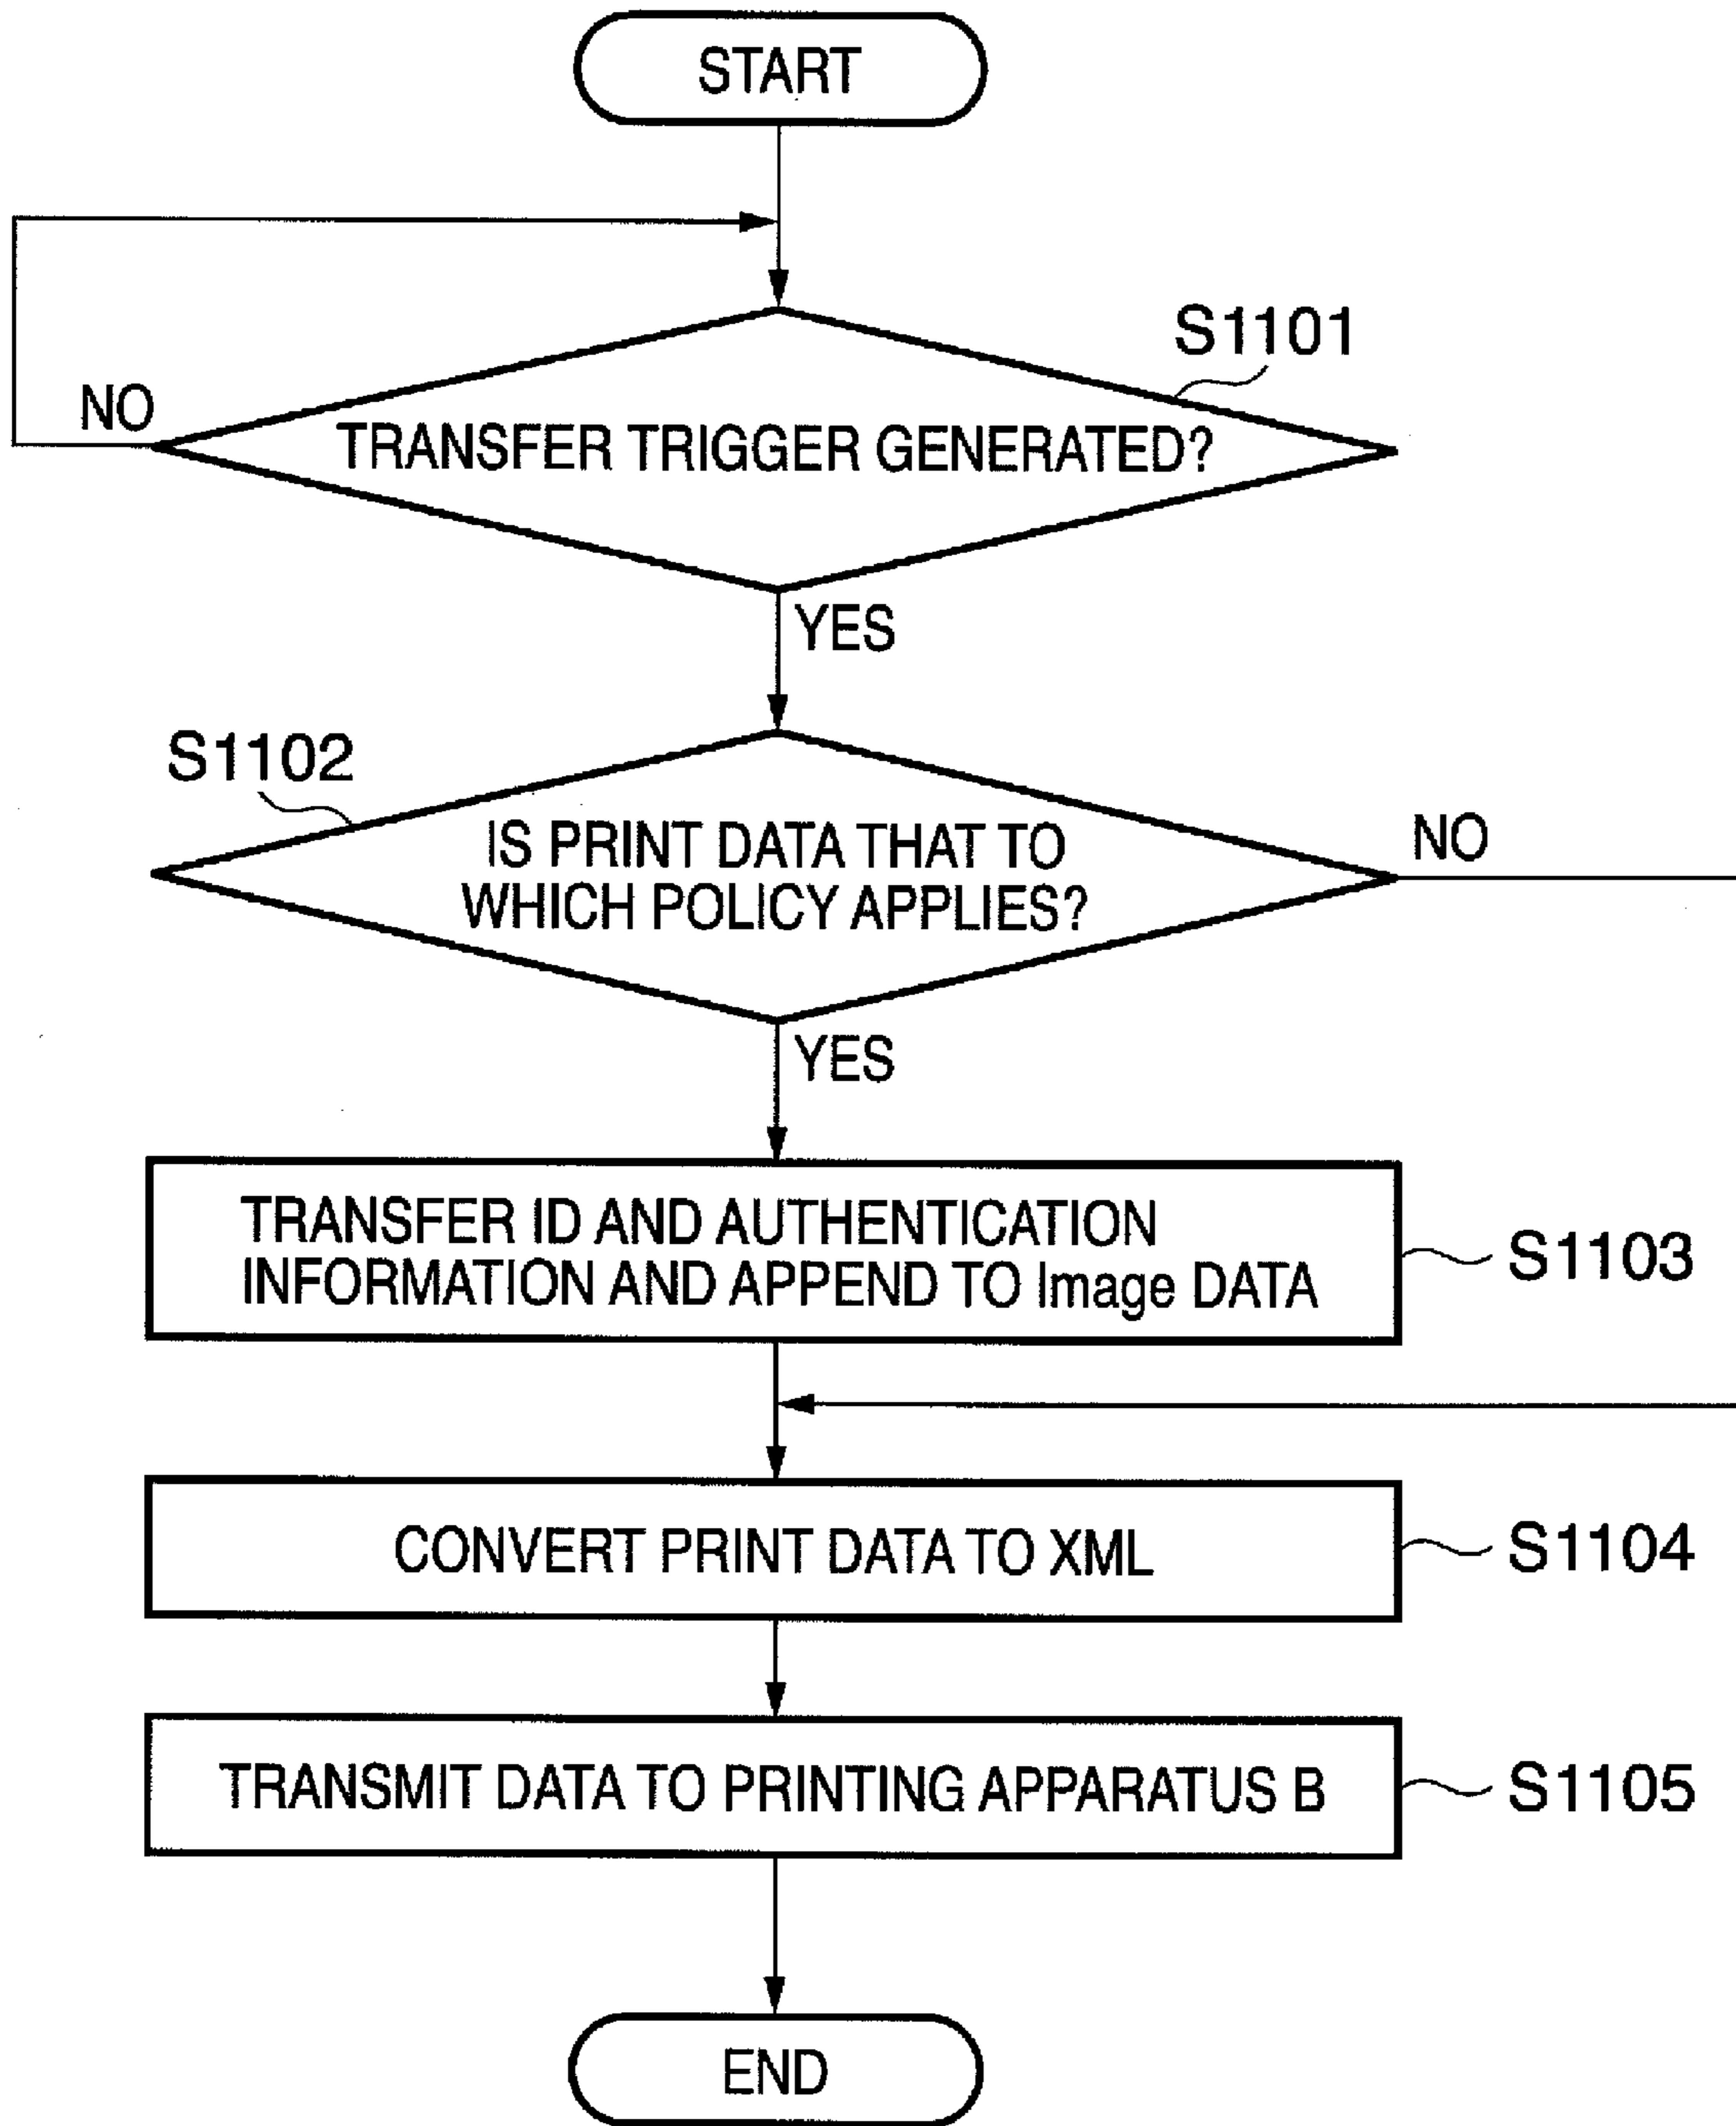 START
S1101
NO
TRANSFER TRIGGER GENERATED?
YES
S1102
NO
IS PRINT DATA THAT TO
WHICH POLICY APPLIES?
YES
TRANSFER ID AND AUTHENTICATION
INFORMATION AND APPEND TO Image DATA
S1103
CONVERT PRINT DATA TO XML
S1104
TRANSMIT DATA TO PRINTING APPARATUS B
S1105
END